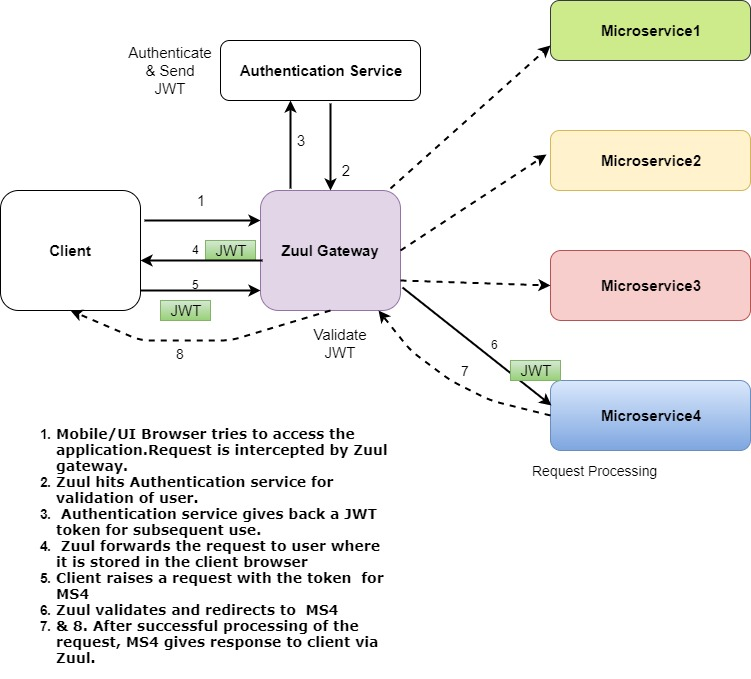 Microservice1
Authenticate
& Send
JWT
Authentication Service
3
2
Microservice2
1
Client
4
JWT
Zuul Gateway
5
JWT
Microservice3
8
Validate
JWT
6
7
JWT
Microservice4
Request Processing
1. Mobile/UI Browser tries to access the
application.Request is intercepted by Zuul
gateway.
2. Zuul hits Authentication service for
validation of user.
3. Authentication service gives back a JWT
token for subsequent use.
4. Zuul forwards the request to user where
it is stored in the client browser
5. Client raises a request with the token for
MS4
6. Zuul validates and redirects to MS4
7. & 8. After successful processing of the
request, MS4 gives response to client via
Zuul.